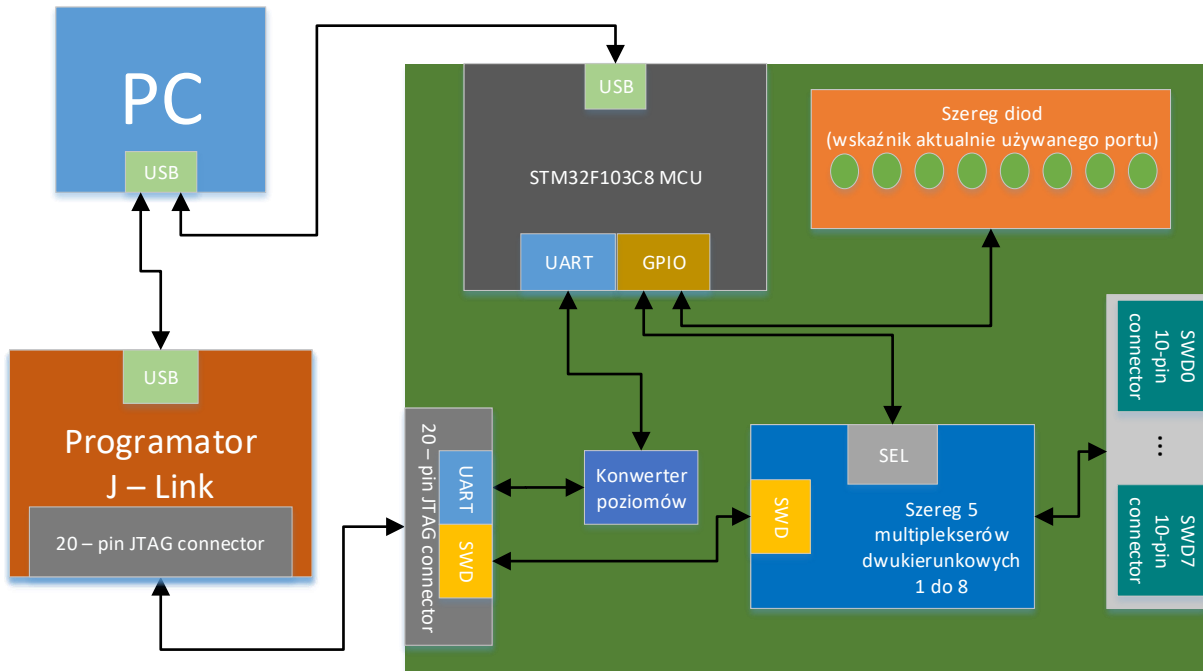 PC
USB
USB
STM32F103C8 MCU
UART
GPIO
Szereg diod
(wskaźnik aktualnie używanego portu)
USB
Programator
J – Link
20 – pin JTAG connector
20 – pin JTAG connector
UART
SWD
Konwerter
poziomów
SEL
SWD
Szereg 5
multiplekserów
dwukierunkowych
1 do 8
SWD0
10-pin
connector
...
SWD7
10-pin
connector